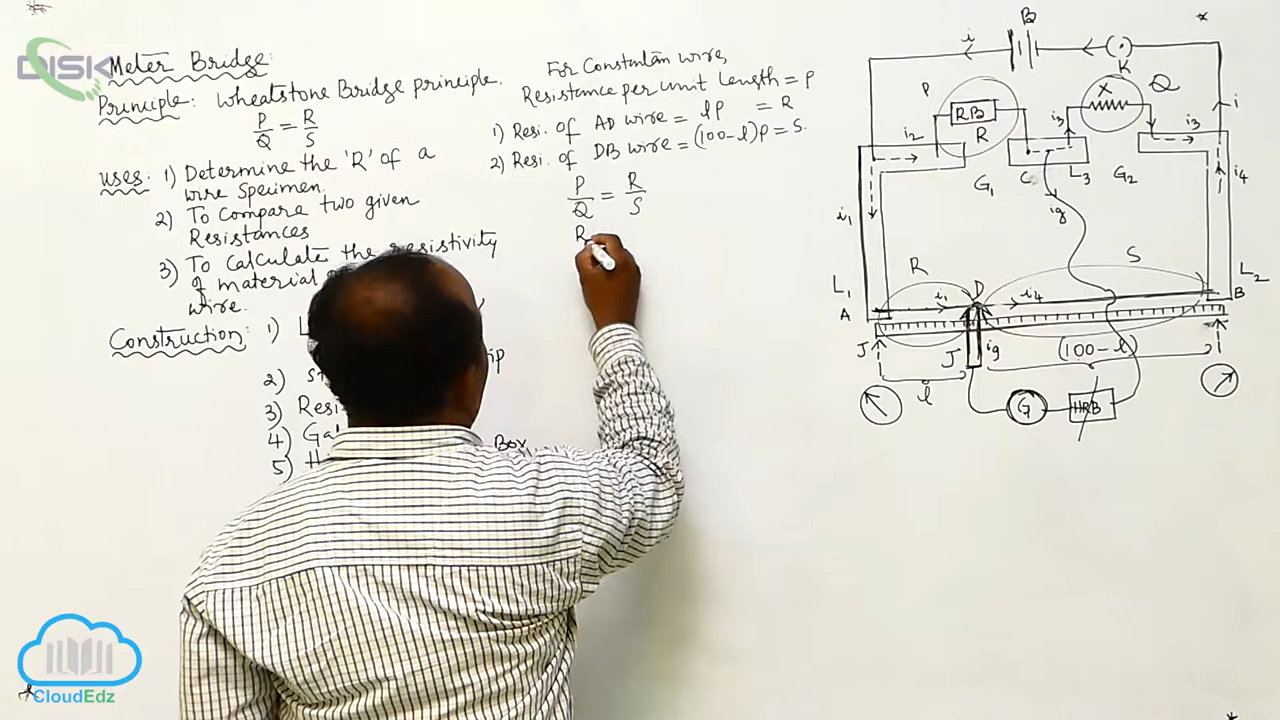 DISK
Meter Bridge:
Principle: Wheatstone Bridge principle.
P/Q = R/S
uses: 1) Determine the 'R' of a
wire Specimen.
2) To Compare two given
Resistances
3) To Calculate the resistivity
of material
wire.
Construction: 1) L
2) St
3) Resi
4) Gal
5) H
Box
For Constantan wire,
Resistance per unit Length = ρ
1) Resi. of AD wire = lρ = R
2) Resi. of DB wire = (100-l)ρ = S.
P/Q = R/S
R
B
i
K
P
RB
R
X
Q
i2
i3
i3
i
G1
C
L3
G2
i4
i1
ig
R
S
L1
L2
A
i1
D
i4
B
J
J
ig
(100-l)
l
G
HRB
CloudEdz